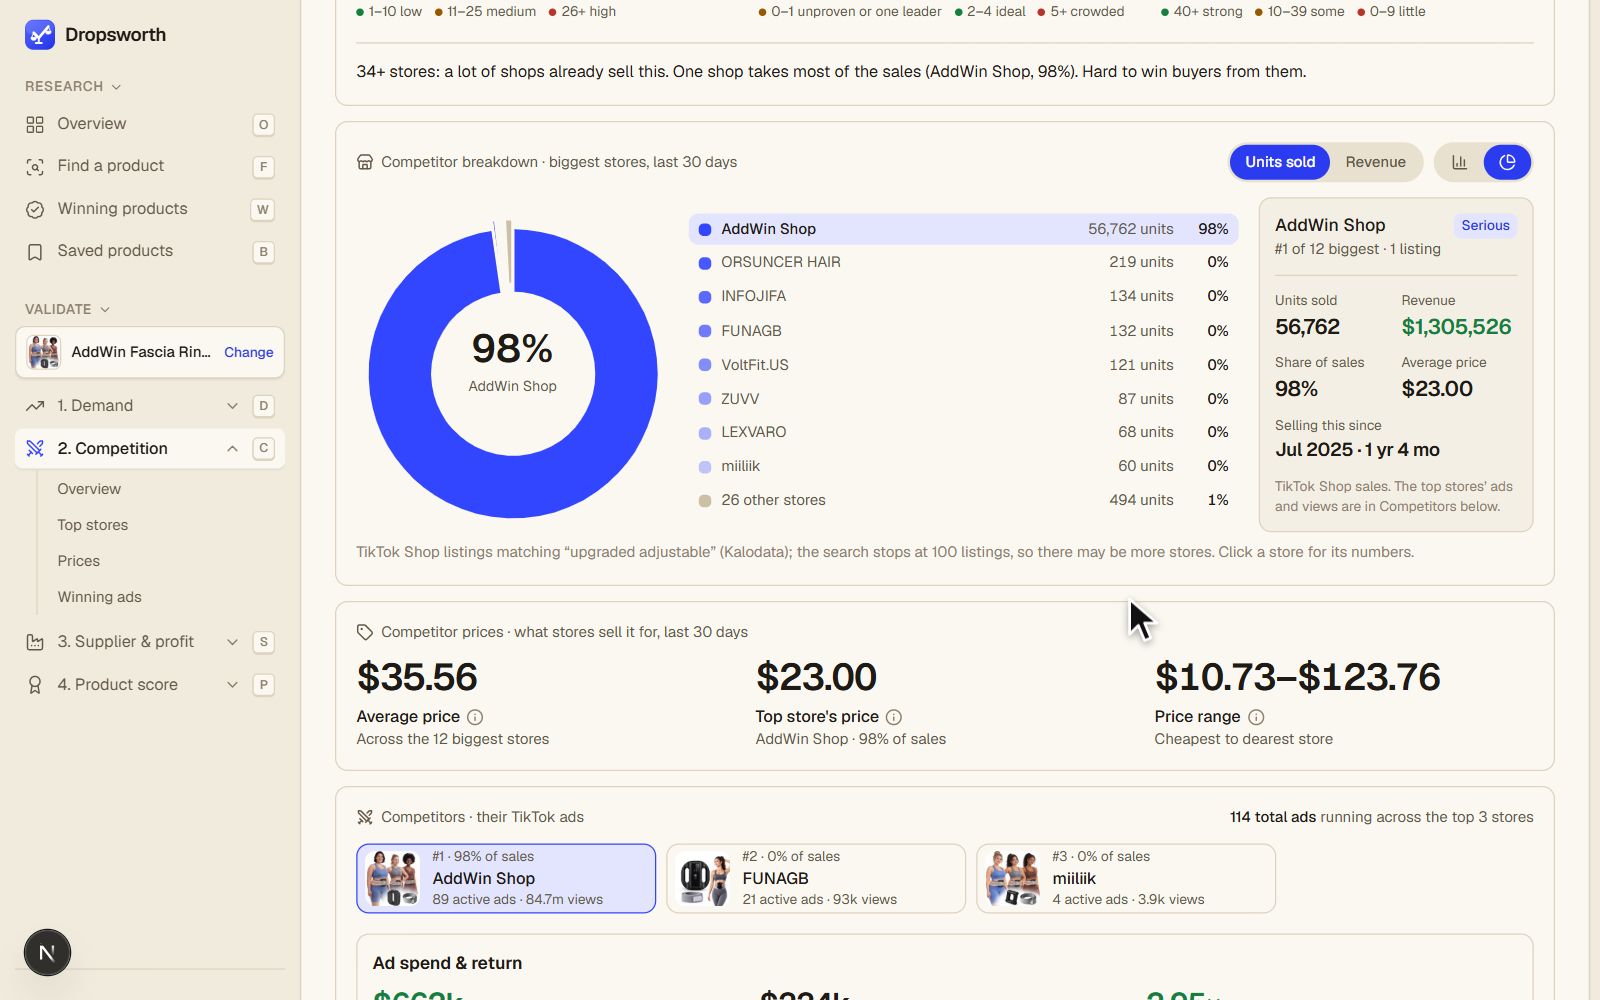 Dropsworth
RESEARCH
Overview O
Find a product F
Winning products W
Saved products B
VALIDATE
AddWin Fascia Rin... Change
1. Demand D
2. Competition C
Overview
Top stores
Prices
Winning ads
3. Supplier & profit S
4. Product score P
N
1–10 low 11–25 medium 26+ high
0–1 unproven or one leader 2–4 ideal 5+ crowded
40+ strong 10–39 some 0–9 little
34+ stores: a lot of shops already sell this. One shop takes most of the sales (AddWin Shop, 98%). Hard to win buyers from them.
Competitor breakdown · biggest stores, last 30 days
Units sold Revenue
98%
AddWin Shop
AddWin Shop 56,762 units 98%
ORSUNCER HAIR 219 units 0%
INFOJIFA 134 units 0%
FUNAGB 132 units 0%
VoltFit.US 121 units 0%
ZUVV 87 units 0%
LEXVARO 68 units 0%
miiliik 60 units 0%
26 other stores 494 units 1%
AddWin Shop Serious
#1 of 12 biggest · 1 listing
Units sold Revenue
56,762 $1,305,526
Share of sales Average price
98% $23.00
Selling this since
Jul 2025 · 1 yr 4 mo
TikTok Shop sales. The top stores’ ads
and views are in Competitors below.
TikTok Shop listings matching “upgraded adjustable” (Kalodata); the search stops at 100 listings, so there may be more stores. Click a store for its numbers.
Competitor prices · what stores sell it for, last 30 days
$35.56
Average price
Across the 12 biggest stores
$23.00
Top store's price
AddWin Shop · 98% of sales
$10.73–$123.76
Price range
Cheapest to dearest store
Competitors · their TikTok ads
114 total ads running across the top 3 stores
#1 · 98% of sales
AddWin Shop
89 active ads · 84.7m views
#2 · 0% of sales
FUNAGB
21 active ads · 93k views
#3 · 0% of sales
miiliik
4 active ads · 3.9k views
Ad spend & return